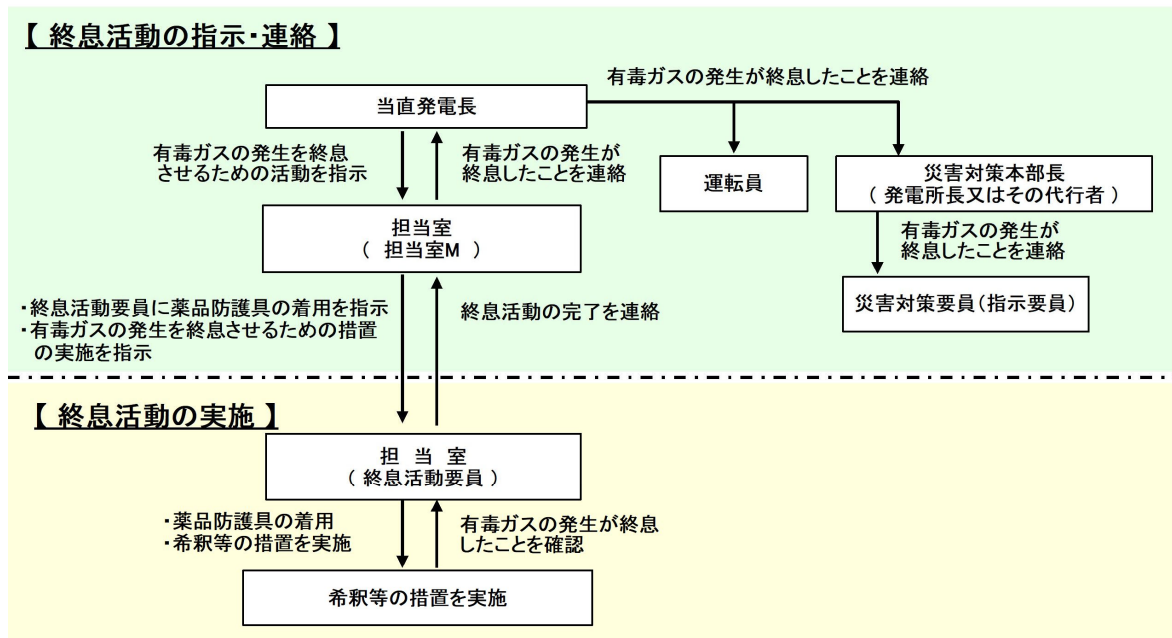 【 終息活動の指示・連絡 】
有毒ガスの発生が終息したことを連絡
当直発電長
有毒ガスの発生を終息
させるための活動を指示
有毒ガスの発生が
終息したことを連絡
運転員
災害対策本部長
( 発電所長又はその代行者 )
担当室
( 担当室M )
有毒ガスの発生が
終息したことを連絡
災害対策要員(指示要員)
・終息活動要員に薬品防護具の着用を指示
・有毒ガスの発生を終息させるための措置
の実施を指示
終息活動の完了を連絡
【 終息活動の実施 】
担 当 室
( 終息活動要員 )
・薬品防護具の着用
・希釈等の措置を実施
有毒ガスの発生が終息
したことを確認
希釈等の措置を実施